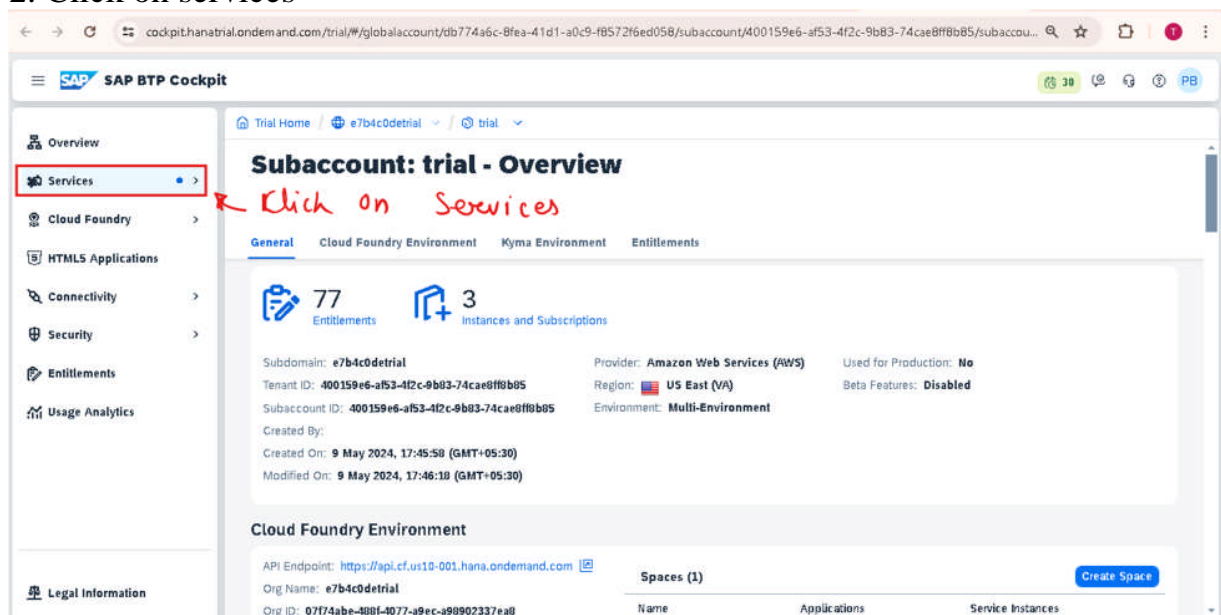 2. Click on services
cockpit.hanatrial.ondemand.com/trial/#/globalaccount/db774a6c-8fea-41d1-a0c9-f8572f6ed058/subaccount/400159e6-af53-4f2c-9b83-74cae8ff8b85/subaccou...
SAP BTP Cockpit
30
PB
Trial Home / e7b4c0detrial / trial
Overview
Subaccount: trial - Overview
Services
Click on Services
Cloud Foundry
General Cloud Foundry Environment Kyma Environment Entitlements
HTML5 Applications
Connectivity
77 Entitlements
3 Instances and Subscriptions
Security
Entitlements
Usage Analytics
Subdomain: e7b4c0detrial
Provider: Amazon Web Services (AWS)
Used for Production: No
Tenant ID: 400159e6-af53-4f2c-9b83-74cae8ff8b85
Region: US East (VA)
Beta Features: Disabled
Subaccount ID: 400159e6-af53-4f2c-9b83-74cae8ff8b85
Environment: Multi-Environment
Created By:
Created On: 9 May 2024, 17:45:58 (GMT+05:30)
Modified On: 9 May 2024, 17:46:18 (GMT+05:30)
Cloud Foundry Environment
API Endpoint: https://api.cf.us10-001.hana.ondemand.com
Spaces (1)
Create Space
Org Name: e7b4c0detrial
Legal Information
Org ID: 07f74abe-488f-4077-a9ec-a98902337ea8
Name Applications Service Instances